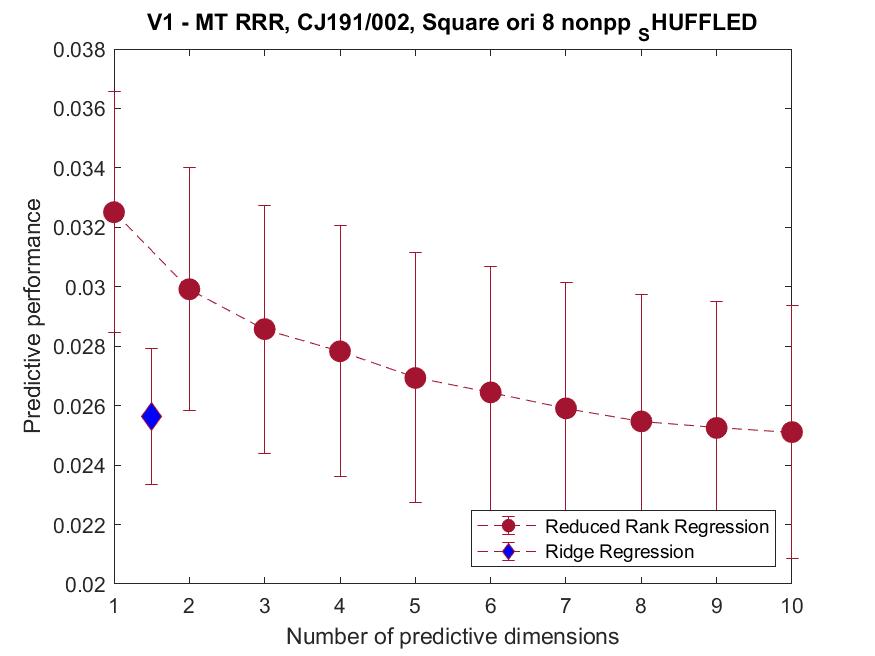 V1 - MT RRR, CJ191/002, Square ori 8 nonpp SHUFFLED
0.038
0.036
0.034
0.032
0.03
0.028
0.026
0.024
0.022
0.02
Predictive performance
Reduced Rank Regression
Ridge Regression
1 2 3 4 5 6 7 8 9 10
Number of predictive dimensions